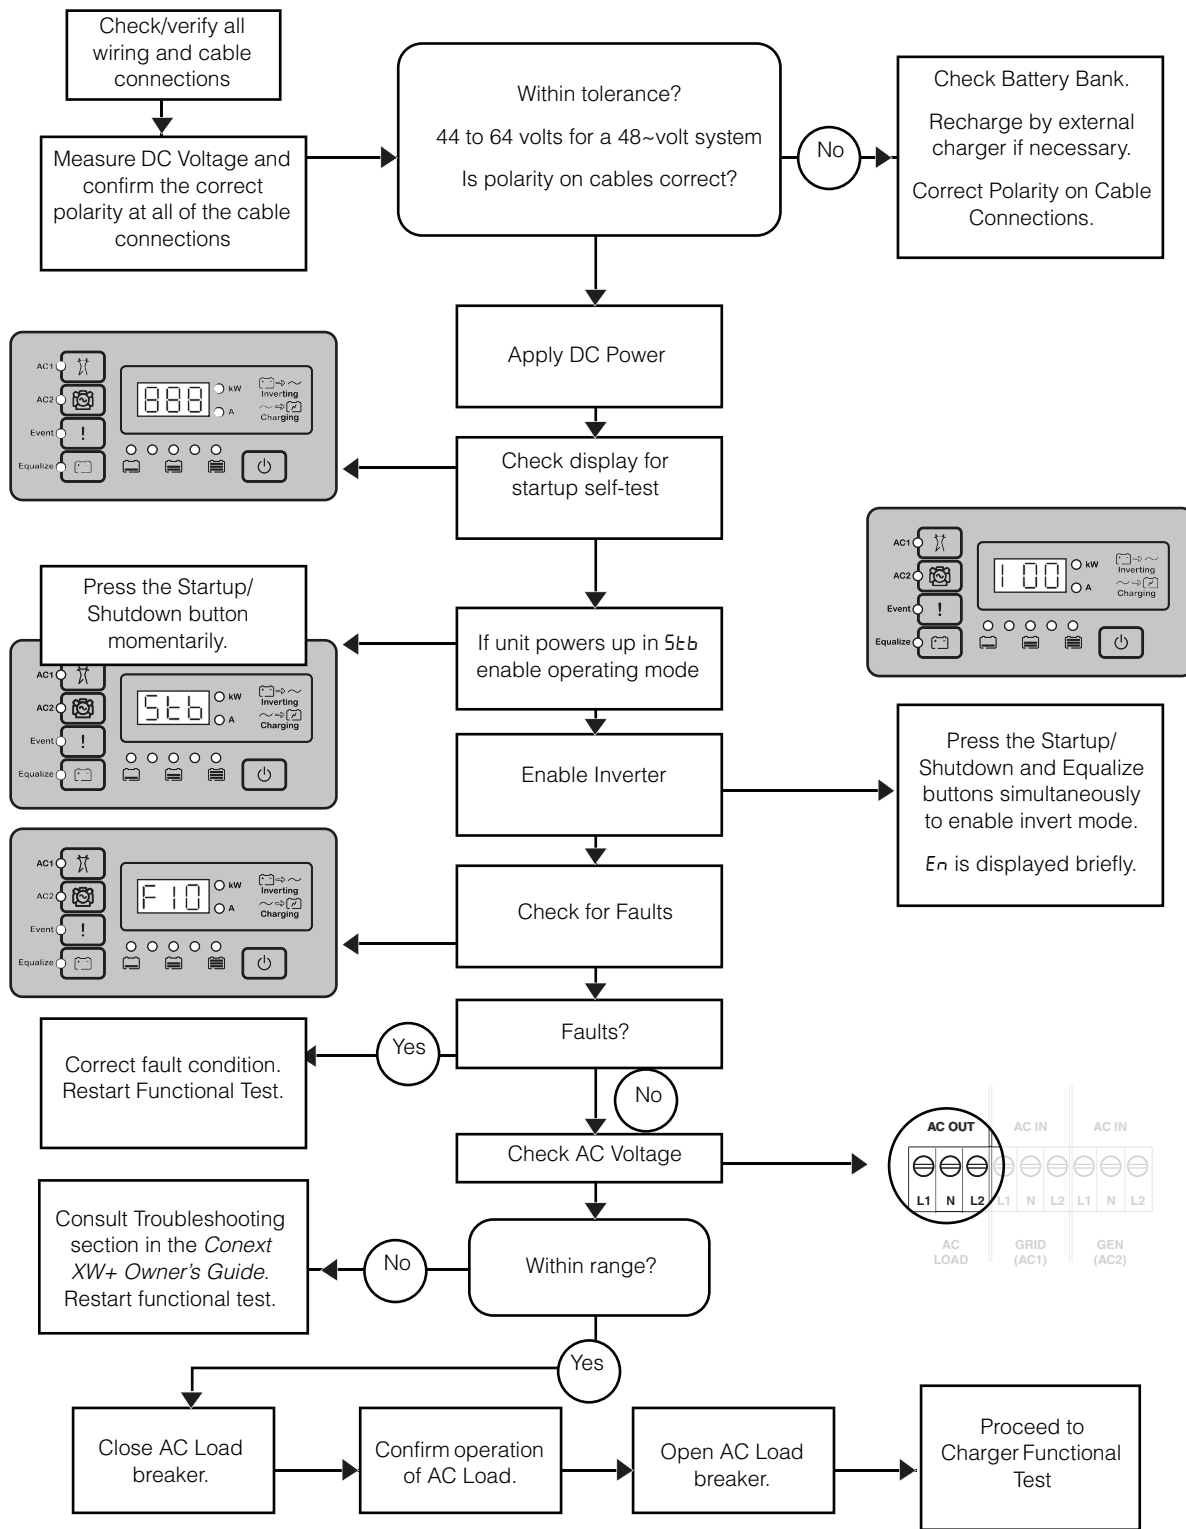 Check/verify all
wiring and cable
connections
Measure DC Voltage and
confirm the correct
polarity at all of the cable
connections
Within tolerance?
44 to 64 volts for a 48~volt system
Is polarity on cables correct?
No
Check Battery Bank.
Recharge by external
charger if necessary.
Correct Polarity on Cable
Connections.
Apply DC Power
AC1
AC2
Event
Equalize
888
kW
A
Inverting
Charging
!
Check display for
startup self-test
AC1
AC2
Event
Equalize
100
kW
A
Inverting
Charging
!
Press the Startup/
Shutdown button
momentarily.
If unit powers up in Stb
enable operating mode
AC1
AC2
Event
Equalize
Stb
kW
A
Inverting
Charging
!
Enable Inverter
Press the Startup/
Shutdown and Equalize
buttons simultaneously
to enable invert mode.
En is displayed briefly.
AC1
AC2
Event
Equalize
F10
kW
A
Inverting
Charging
!
Check for Faults
Faults?
Yes
Correct fault condition.
Restart Functional Test.
No
Check AC Voltage
AC OUT AC IN AC IN
L1 N L2 L1 N L2 L1 N L2
AC
LOAD
GRID
(AC1)
GEN
(AC2)
Within range?
No
Consult Troubleshooting
section in the Conext
XW+ Owner's Guide.
Restart functional test.
Yes
Close AC Load
breaker.
Confirm operation
of AC Load.
Open AC Load
breaker.
Proceed to
Charger Functional
Test